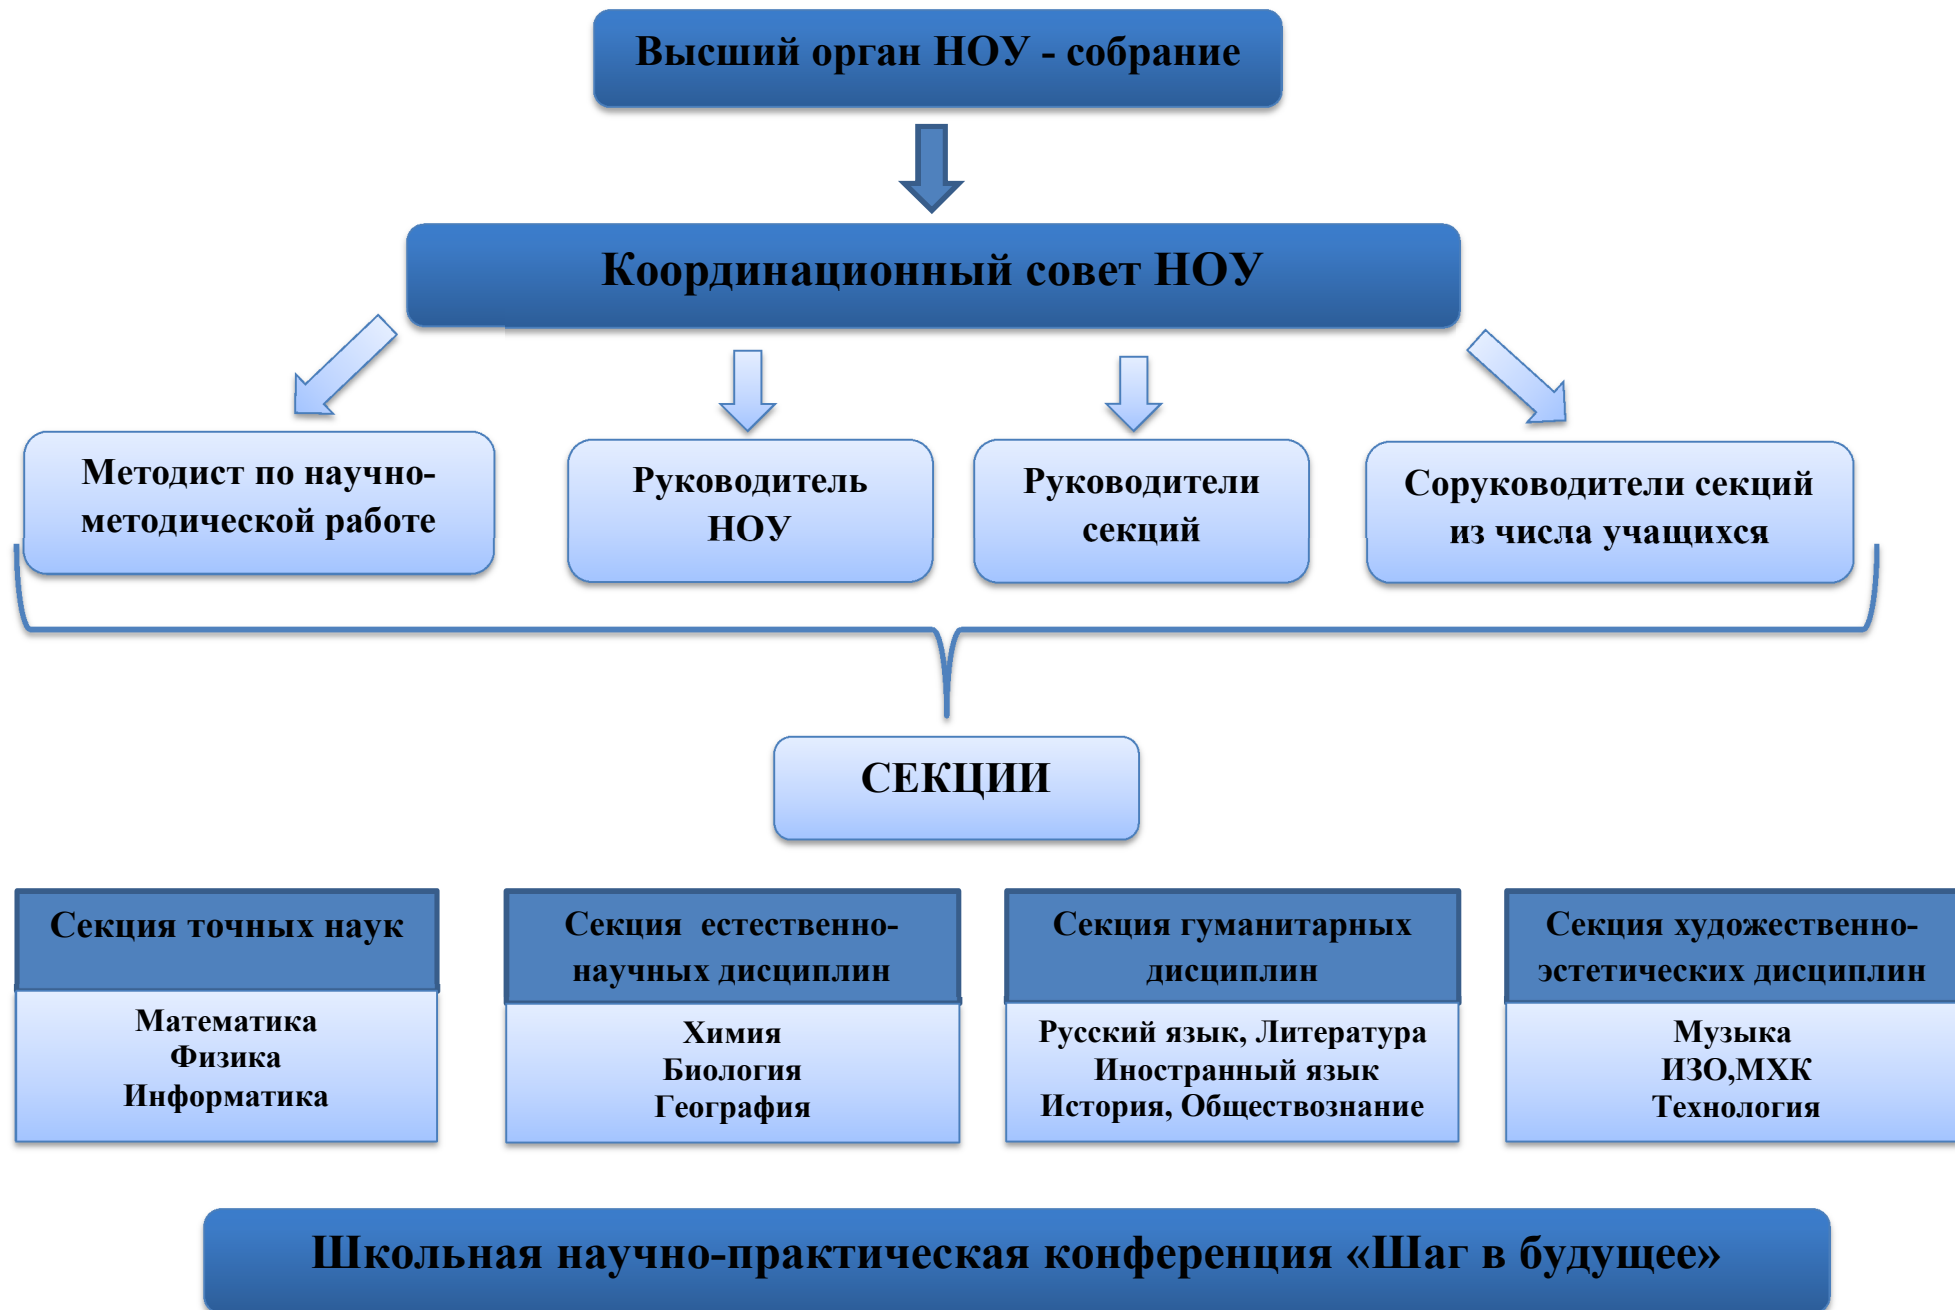 Высший орган НОУ - собрание
Координационный совет НОУ
Методист по научно-
методической работе
Руководитель
НОУ
Руководители
секций
Соруководители секций
из числа учащихся
СЕКЦИИ
Секция точных наук
Математика
Физика
Информатика
Секция естественно-
научных дисциплин
Химия
Биология
География
Секция гуманитарных
дисциплин
Русский язык, Литература
Иностранный язык
История, Обществознание
Секция художественно-
эстетических дисциплин
Музыка
ИЗО,МХК
Технология
Школьная научно-практическая конференция «Шаг в будущее»